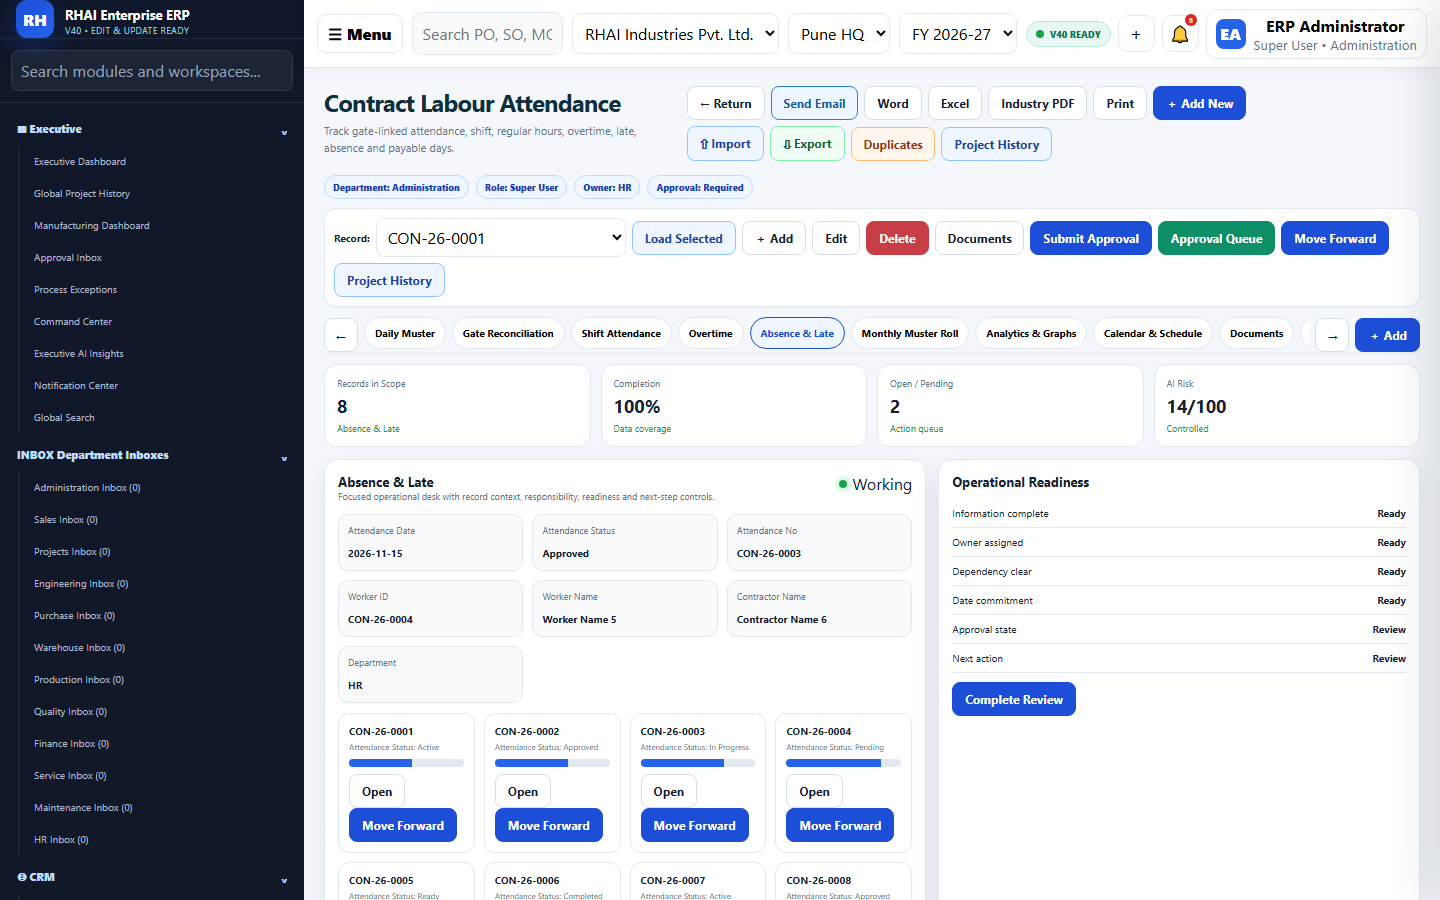 RH
RHAI Enterprise ERP
V40 • EDIT & UPDATE READY
Search modules and workspaces...
Executive
Executive Dashboard
Global Project History
Manufacturing Dashboard
Approval Inbox
Process Exceptions
Command Center
Executive AI Insights
Notification Center
Global Search
INBOX Department Inboxes
Administration Inbox (0)
Sales Inbox (0)
Projects Inbox (0)
Engineering Inbox (0)
Purchase Inbox (0)
Warehouse Inbox (0)
Production Inbox (0)
Quality Inbox (0)
Finance Inbox (0)
Service Inbox (0)
Maintenance Inbox (0)
HR Inbox (0)
CRM
☰ Menu
Search PO, SO, MO
RHAI Industries Pvt. Ltd.
Pune HQ
FY 2026-27
V40 READY
+
8
EA
ERP Administrator
Super User • Administration
Contract Labour Attendance
Track gate-linked attendance, shift, regular hours, overtime, late,
absence and payable days.
← Return
Send Email
Word
Excel
Industry PDF
Print
+ Add New
⇧ Import
⇩ Export
Duplicates
Project History
Department: Administration
Role: Super User
Owner: HR
Approval: Required
Record:
CON-26-0001
Load Selected
+ Add
Edit
Delete
Documents
Submit Approval
Approval Queue
Move Forward
Project History
←
Daily Muster
Gate Reconciliation
Shift Attendance
Overtime
Absence & Late
Monthly Muster Roll
Analytics & Graphs
Calendar & Schedule
Documents
→
+ Add
Records in Scope
8
Absence & Late
Completion
100%
Data coverage
Open / Pending
2
Action queue
AI Risk
14/100
Controlled
Absence & Late
Focused operational desk with record context, responsibility, readiness and next-step controls.
Working
Attendance Date
2026-11-15
Attendance Status
Approved
Attendance No
CON-26-0003
Worker ID
CON-26-0004
Worker Name
Worker Name 5
Contractor Name
Contractor Name 6
Department
HR
CON-26-0001
Attendance Status: Active
Open
Move Forward
CON-26-0002
Attendance Status: Approved
Open
Move Forward
CON-26-0003
Attendance Status: In Progress
Open
Move Forward
CON-26-0004
Attendance Status: Pending
Open
Move Forward
CON-26-0005
Attendance Status: Ready
CON-26-0006
Attendance Status: Completed
CON-26-0007
Attendance Status: Active
CON-26-0008
Attendance Status: Approved
Operational Readiness
Information complete Ready
Owner assigned Ready
Dependency clear Ready
Date commitment Ready
Approval state Review
Next action Review
Complete Review